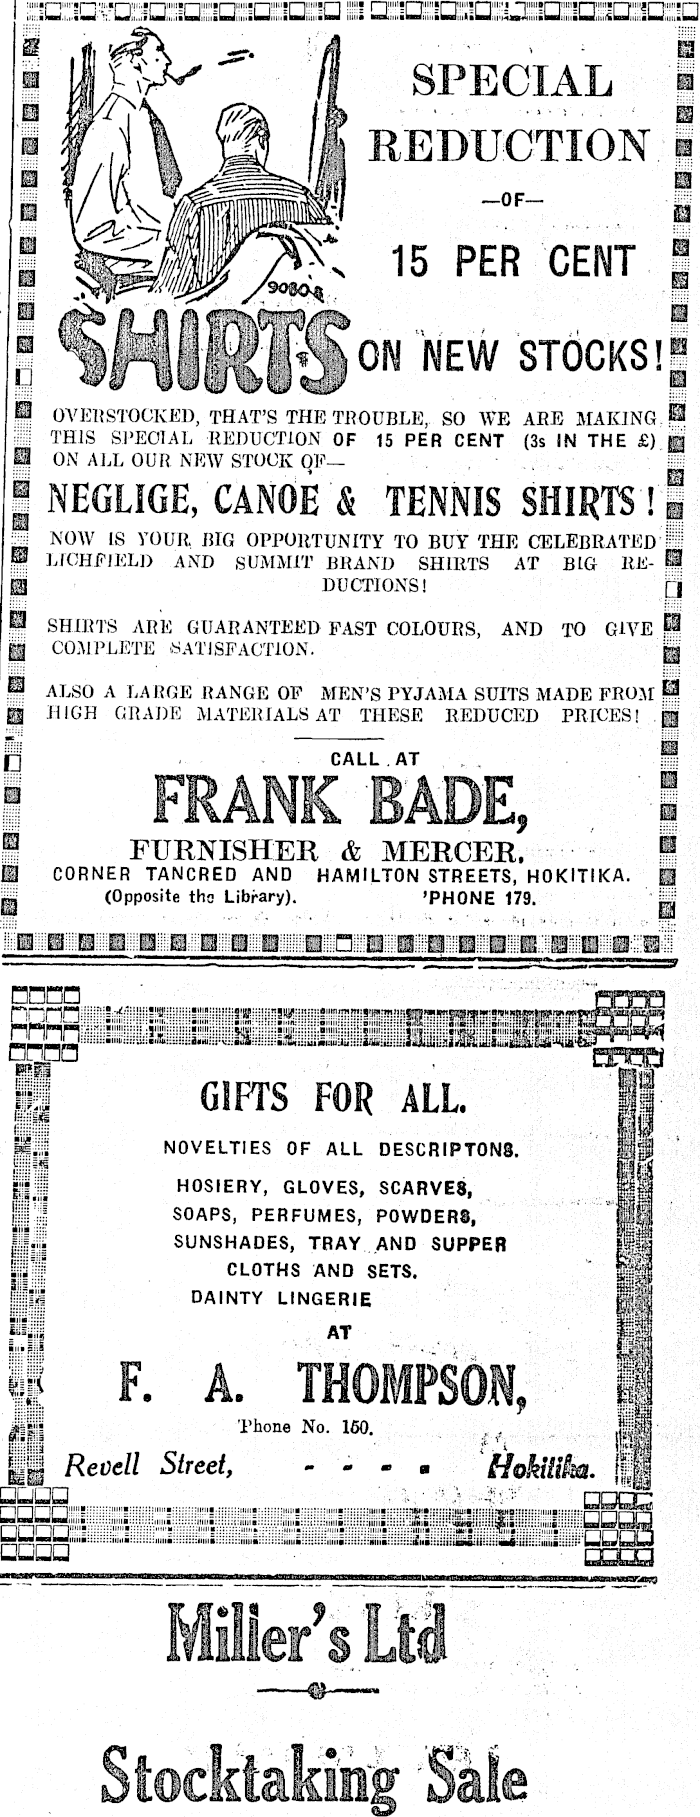 SPECIAL
REDUCTION
—OF—
15 PER CENT
9080-8
SHIRTS ON NEW STOCKS!
OVERSTOCKED, THAT'S THE TROUBLE, SO WE ARE MAKING
THIS SPECIAL REDUCTION OF 15 PER CENT (3s IN THE £)
ON ALL OUR NEW STOCK OF—
NEGLIGE, CANOE & TENNIS SHIRTS!
NOW IS YOUR BIG OPPORTUNITY TO BUY THE CELEBRATED
LICHFIELD AND SUMMIT BRAND SHIRTS AT BIG RE-
DUCTIONS!
SHIRTS ARE GUARANTEED FAST COLOURS, AND TO GIVE
COMPLETE SATISFACTION.
ALSO A LARGE RANGE OF MEN'S PYJAMA SUITS MADE FROM
HIGH GRADE MATERIALS AT THESE REDUCED PRICES!
CALL AT
FRANK BADE,
FURNISHER & MERCER.
CORNER TANCRED AND HAMILTON STREETS, HOKITIKA.
(Opposite the Library). 'PHONE 179.
GIFTS FOR ALL.
NOVELTIES OF ALL DESCRIPTONS.
HOSIERY, GLOVES, SCARVES,
SOAPS, PERFUMES, POWDERS,
SUNSHADES, TRAY AND SUPPER
CLOTHS AND SETS.
DAINTY LINGERIE
AT
F. A. THOMPSON,
'Phone No. 150.
Revell Street, - - - - Hokitika.
Miller's Ltd
Stocktaking Sale